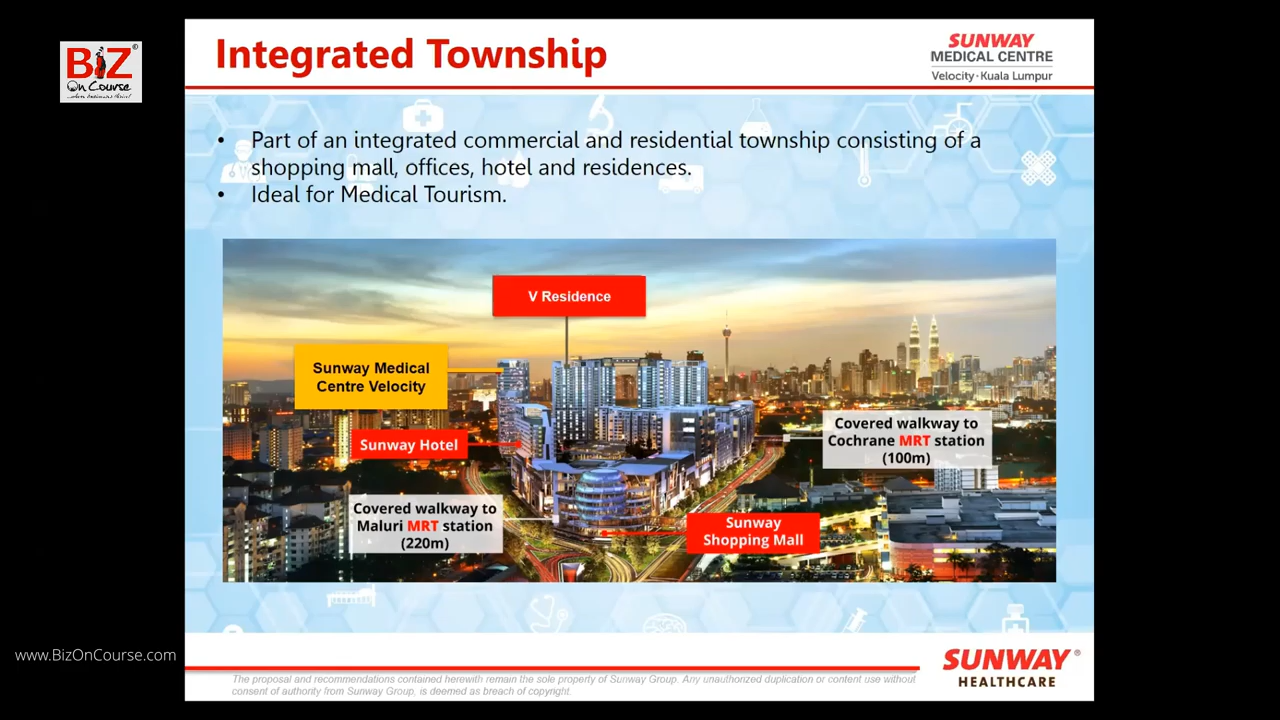 BiZ
On Course
Integrated Township
SUNWAY
MEDICAL CENTRE
Velocity • Kuala Lumpur
• Part of an integrated commercial and residential township consisting of a
shopping mall, offices, hotel and residences.
• Ideal for Medical Tourism.
V Residence
Sunway Medical
Centre Velocity
Sunway Hotel
Covered walkway to
Cochrane MRT station
(100m)
Covered walkway to
Maluri MRT station
(220m)
Sunway
Shopping Mall
www.BizOnCourse.com
The proposal and recommendations contained herewith remain the sole property of Sunway Group. Any unauthorized duplication or content use without
consent of authority from Sunway Group, is deemed as breach of copyright.
SUNWAY®
HEALTHCARE